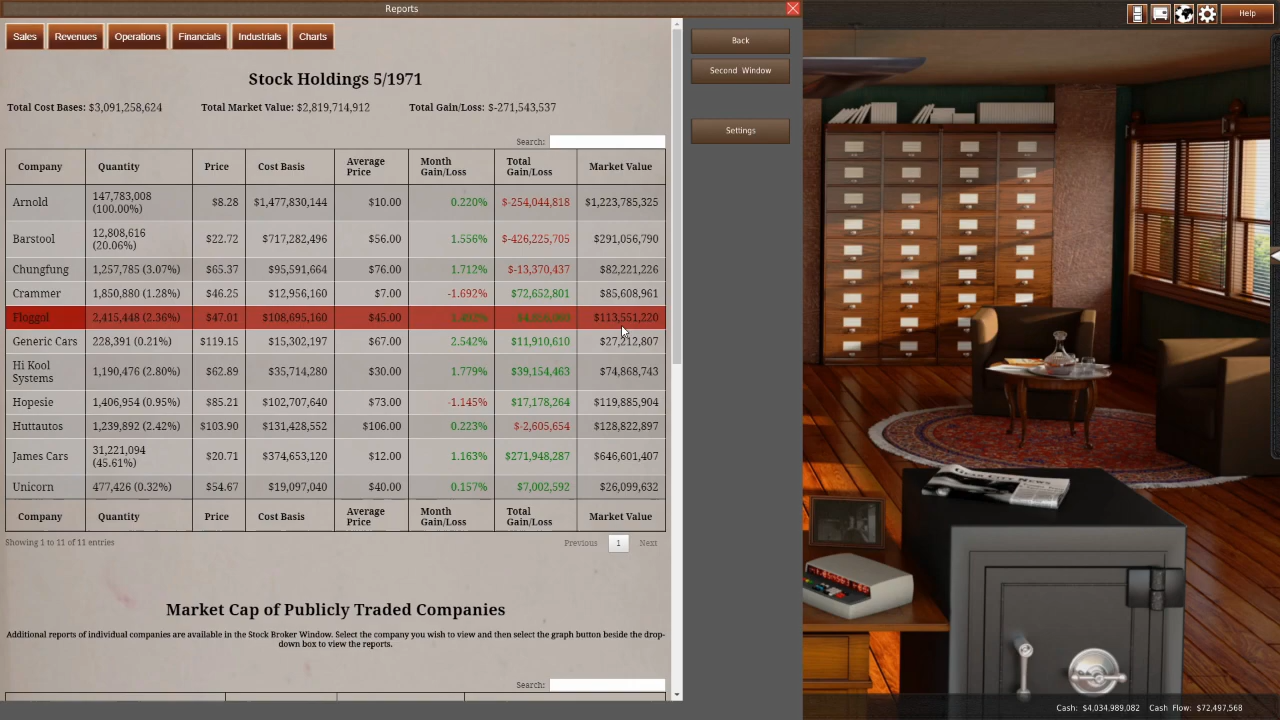 Reports
Help
Sales Revenues Operations Financials Industrials Charts
Back
Second Window
Settings
Stock Holdings 5/1971
Total Cost Bases: $3,091,258,624 Total Market Value: $2,819,714,912 Total Gain/Loss: $-271,543,537
Search:
Company Quantity Price Cost Basis Average Price Month Gain/Loss Total Gain/Loss Market Value
Arnold 147,783,008 (100.00%) $8.28 $1,477,830,144 $10.00 0.220% $-254,044,818 $1,223,785,325
Barstool 12,808,616 (20.06%) $22.72 $717,282,496 $56.00 1.556% $-426,225,705 $291,056,790
Chungfung 1,257,785 (3.07%) $65.37 $95,591,664 $76.00 1.712% $-13,370,437 $82,221,226
Crammer 1,850,880 (1.28%) $46.25 $12,956,160 $7.00 -1.692% $72,652,801 $85,608,961
Floggol 2,415,448 (2.36%) $47.01 $108,695,160 $45.00 $113,551,220
Generic Cars 228,391 (0.21%) $119.15 $15,302,197 $67.00 2.542% $11,910,610 $27,212,807
Hi Kool Systems 1,190,476 (2.80%) $62.89 $35,714,280 $30.00 1.779% $39,154,463 $74,868,743
Hopesie 1,406,954 (0.95%) $85.21 $102,707,640 $73.00 -1.145% $17,178,264 $119,885,904
Huttautos 1,239,892 (2.42%) $103.90 $131,428,552 $106.00 0.223% $-2,605,654 $128,822,897
James Cars 31,221,094 (45.61%) $20.71 $374,653,120 $12.00 1.163% $271,948,287 $646,601,407
Unicorn 477,426 (0.32%) $54.67 $19,097,040 $40.00 0.157% $7,002,592 $26,099,632
Company Quantity Price Cost Basis Average Price Month Gain/Loss Total Gain/Loss Market Value
Showing 1 to 11 of 11 entries Previous 1 Next
Market Cap of Publicly Traded Companies
Additional reports of individual companies are available in the Stock Broker Window. Select the company you wish to view and then select the graph button beside the drop-
down box to view the reports.
Search:
Cash: $4,034,989,082 Cash Flow: $72,497,568